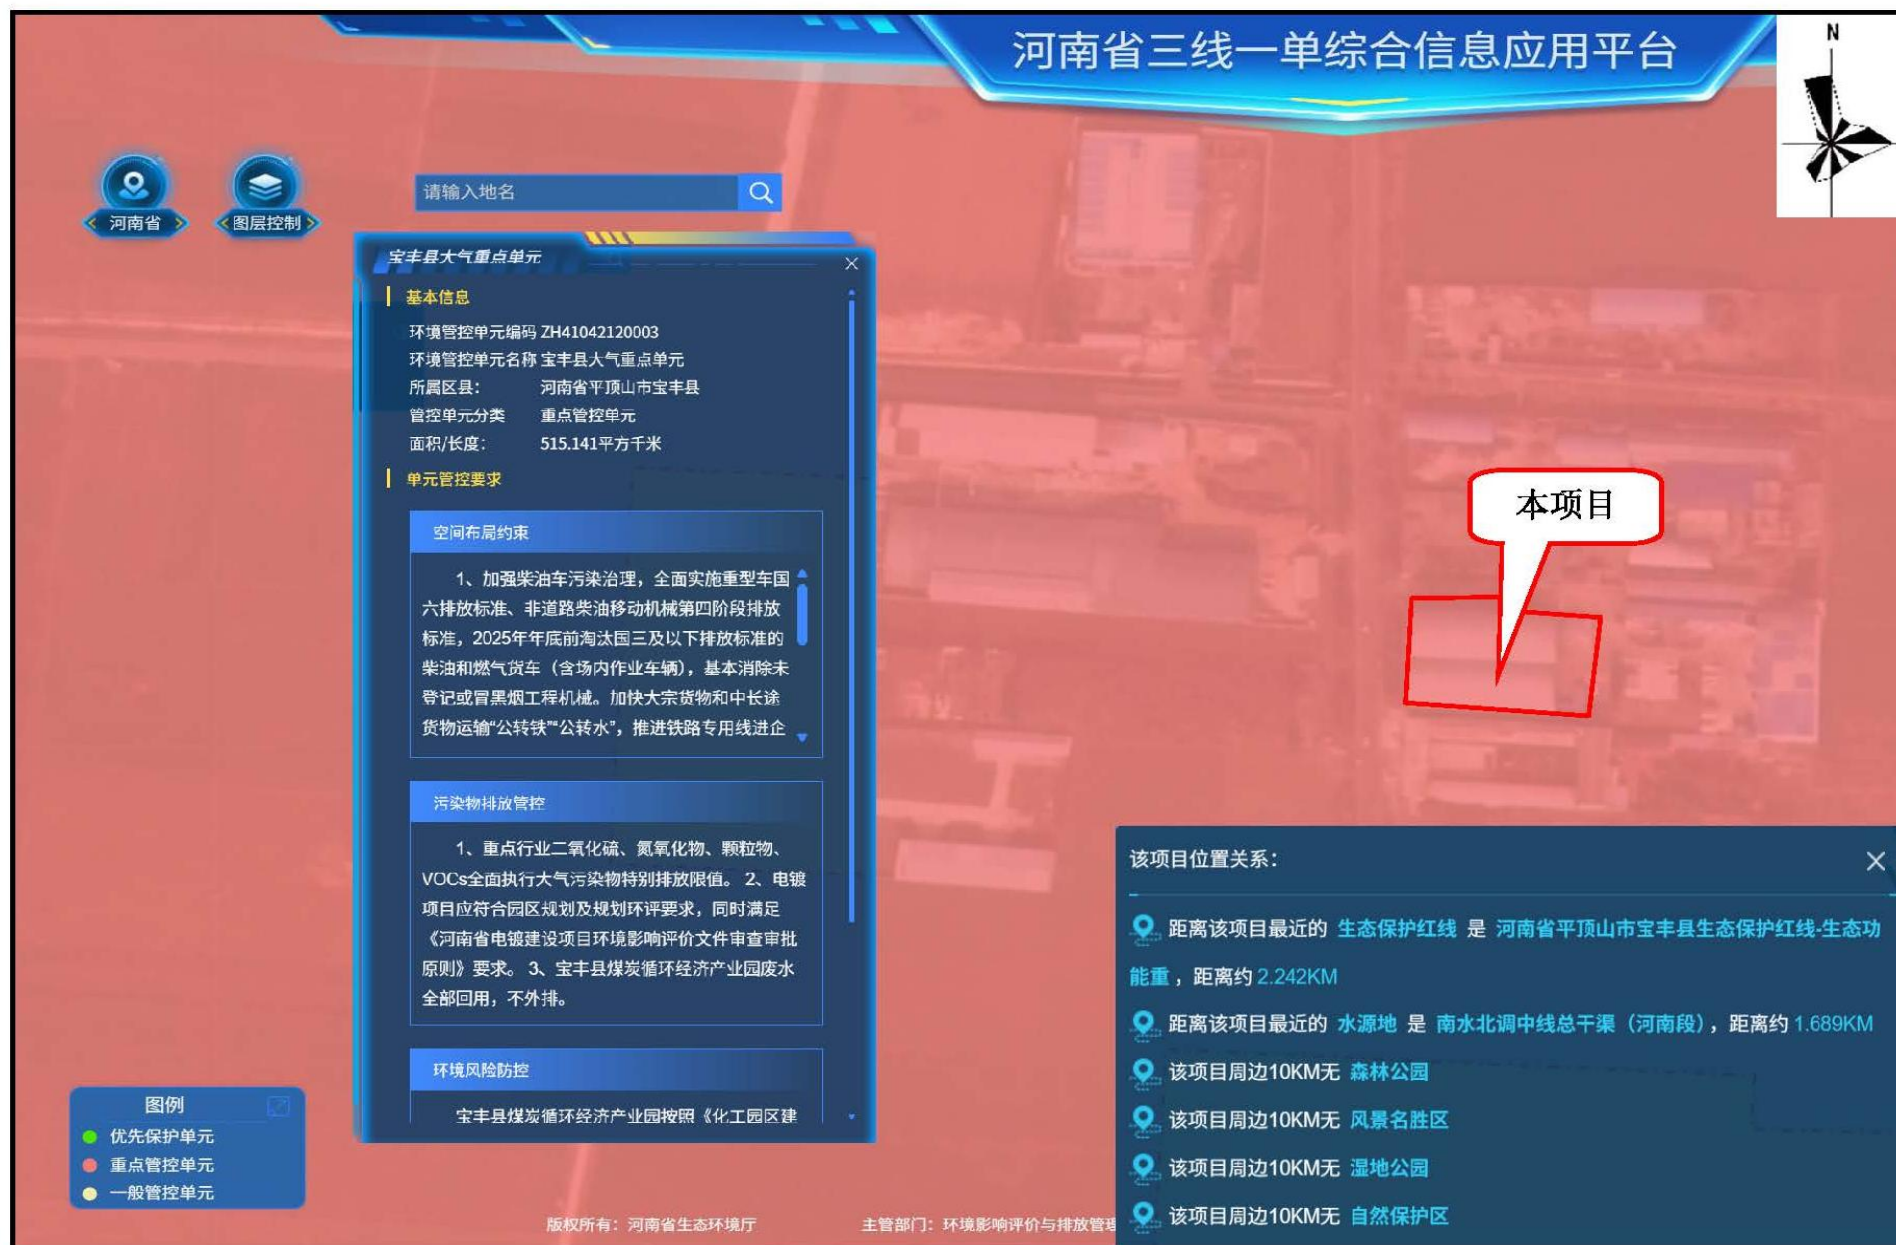 河南省三线一单综合信息应用平台
N
河南省
图层控制
请输入地名
宝丰县大气重点单元
基本信息
环境管控单元编码 ZH41042120003
环境管控单元名称 宝丰县大气重点单元
所属区县： 河南省平顶山市宝丰县
管控单元分类 重点管控单元
面积/长度： 515.141平方千米
单元管控要求
空间布局约束
1、加强柴油车污染治理，全面实施重型车国
六排放标准、非道路柴油移动机械第四阶段排放
标准，2025年年底前淘汰国三及以下排放标准的
柴油和燃气货车（含场内作业车辆），基本消除未
登记或冒黑烟工程机械。加快大宗货物和中长途
货物运输“公转铁”“公转水”，推进铁路专用线进企
污染物排放管控
1、重点行业二氧化硫、氮氧化物、颗粒物、
VOCs全面执行大气污染物特别排放限值。 2、电镀
项目应符合园区规划及规划环评要求，同时满足
《河南省电镀建设项目环境影响评价文件审查审批
原则》要求。 3、宝丰县煤炭循环经济产业园废水
全部回用，不外排。
环境风险防控
宝丰县煤炭循环经济产业园按照《化工园区建
本项目
该项目位置关系：
距离该项目最近的 生态保护红线 是 河南省平顶山市宝丰县生态保护红线-生态功
能重 ，距离约 2.242KM
距离该项目最近的 水源地 是 南水北调中线总干渠（河南段） ，距离约 1.689KM
该项目周边10KM无 森林公园
该项目周边10KM无 风景名胜区
该项目周边10KM无 湿地公园
该项目周边10KM无 自然保护区
图例
优先保护单元
重点管控单元
一般管控单元
版权所有：河南省生态环境厅 主管部门：环境影响评价与排放管理